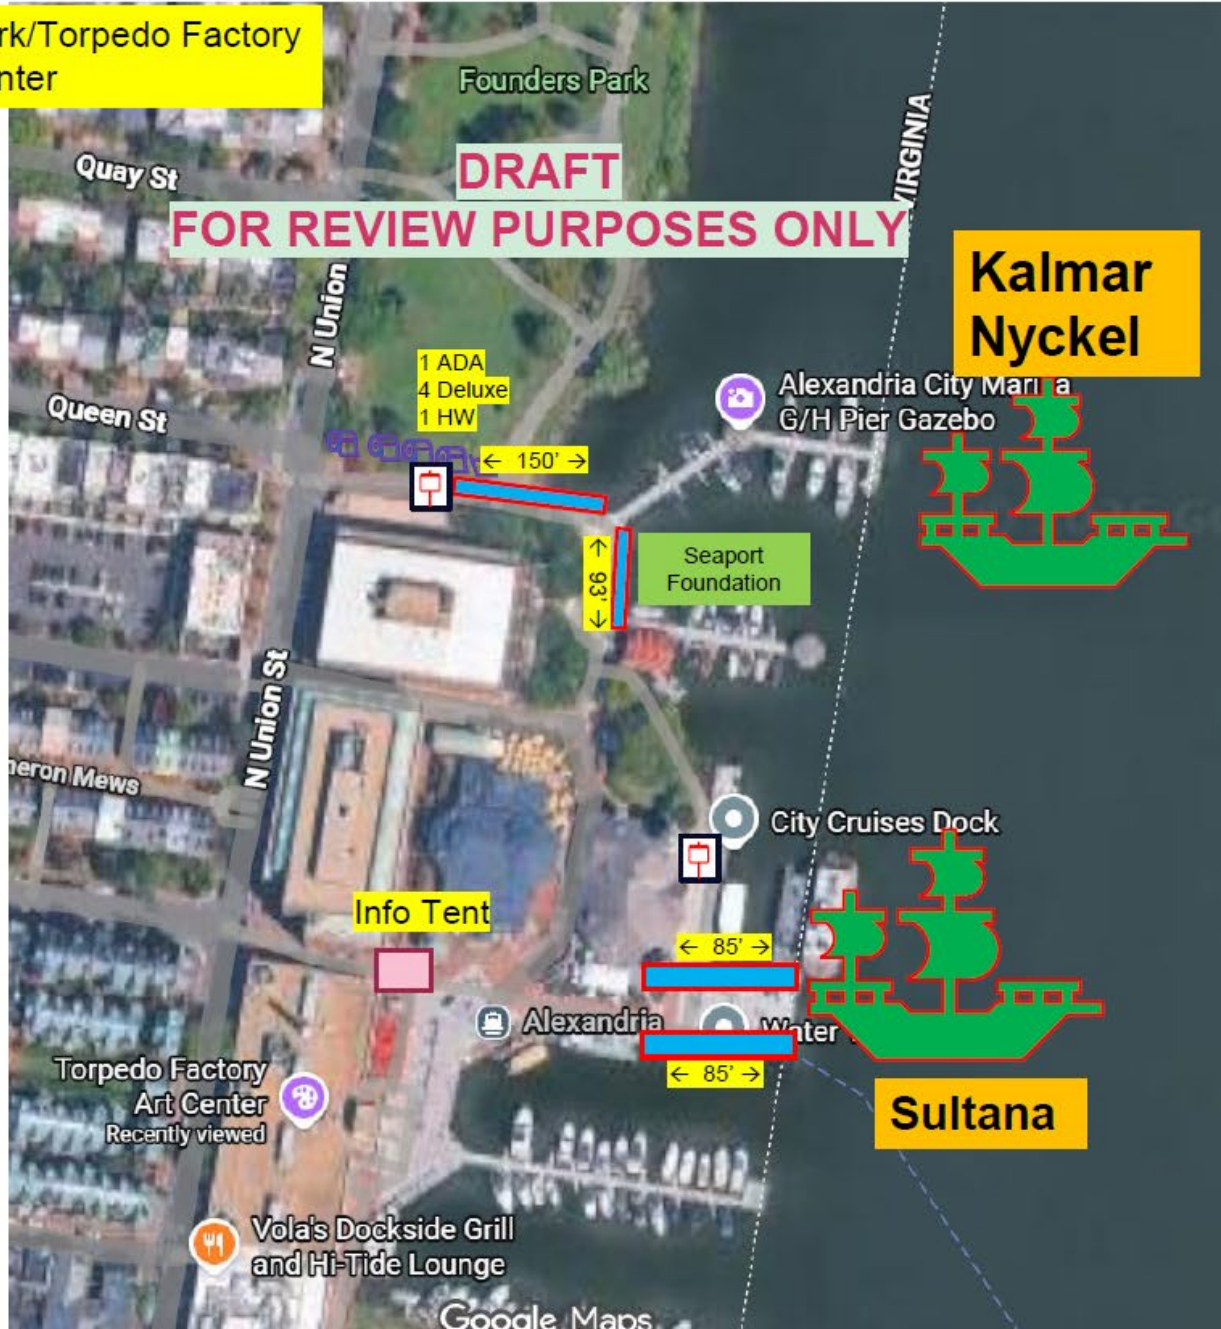 rk/Torpedo Factory
nter
Founders Park
VIRGINIA
Quay St
DRAFT
FOR REVIEW PURPOSES ONLY
Kalmar
Nyckel
N Union
1 ADA
4 Deluxe
1 HW
Alexandria City Mari a
G/H Pier Gazebo
Queen St
← 150' →
Seaport
Foundation
← 93' →
N Union St
neron Mews
City Cruises Dock
Info Tent
← 85' →
Alexandria
Water
← 85' →
Torpedo Factory
Art Center
Recently viewed
Sultana
Vola's Dockside Grill
and Hi-Tide Lounge
Google Maps